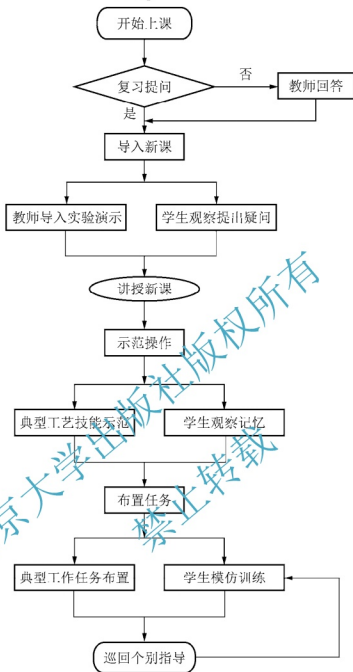 开始上课
复习提问
否
教师回答
是
导入新课
教师导入实验演示
学生观察提出疑问
讲授新课
示范操作
典型工艺技能示范
学生观察记忆
布置任务
典型工作任务布置
学生模仿训练
巡回个别指导
京大学出版社版权所有
禁止转载